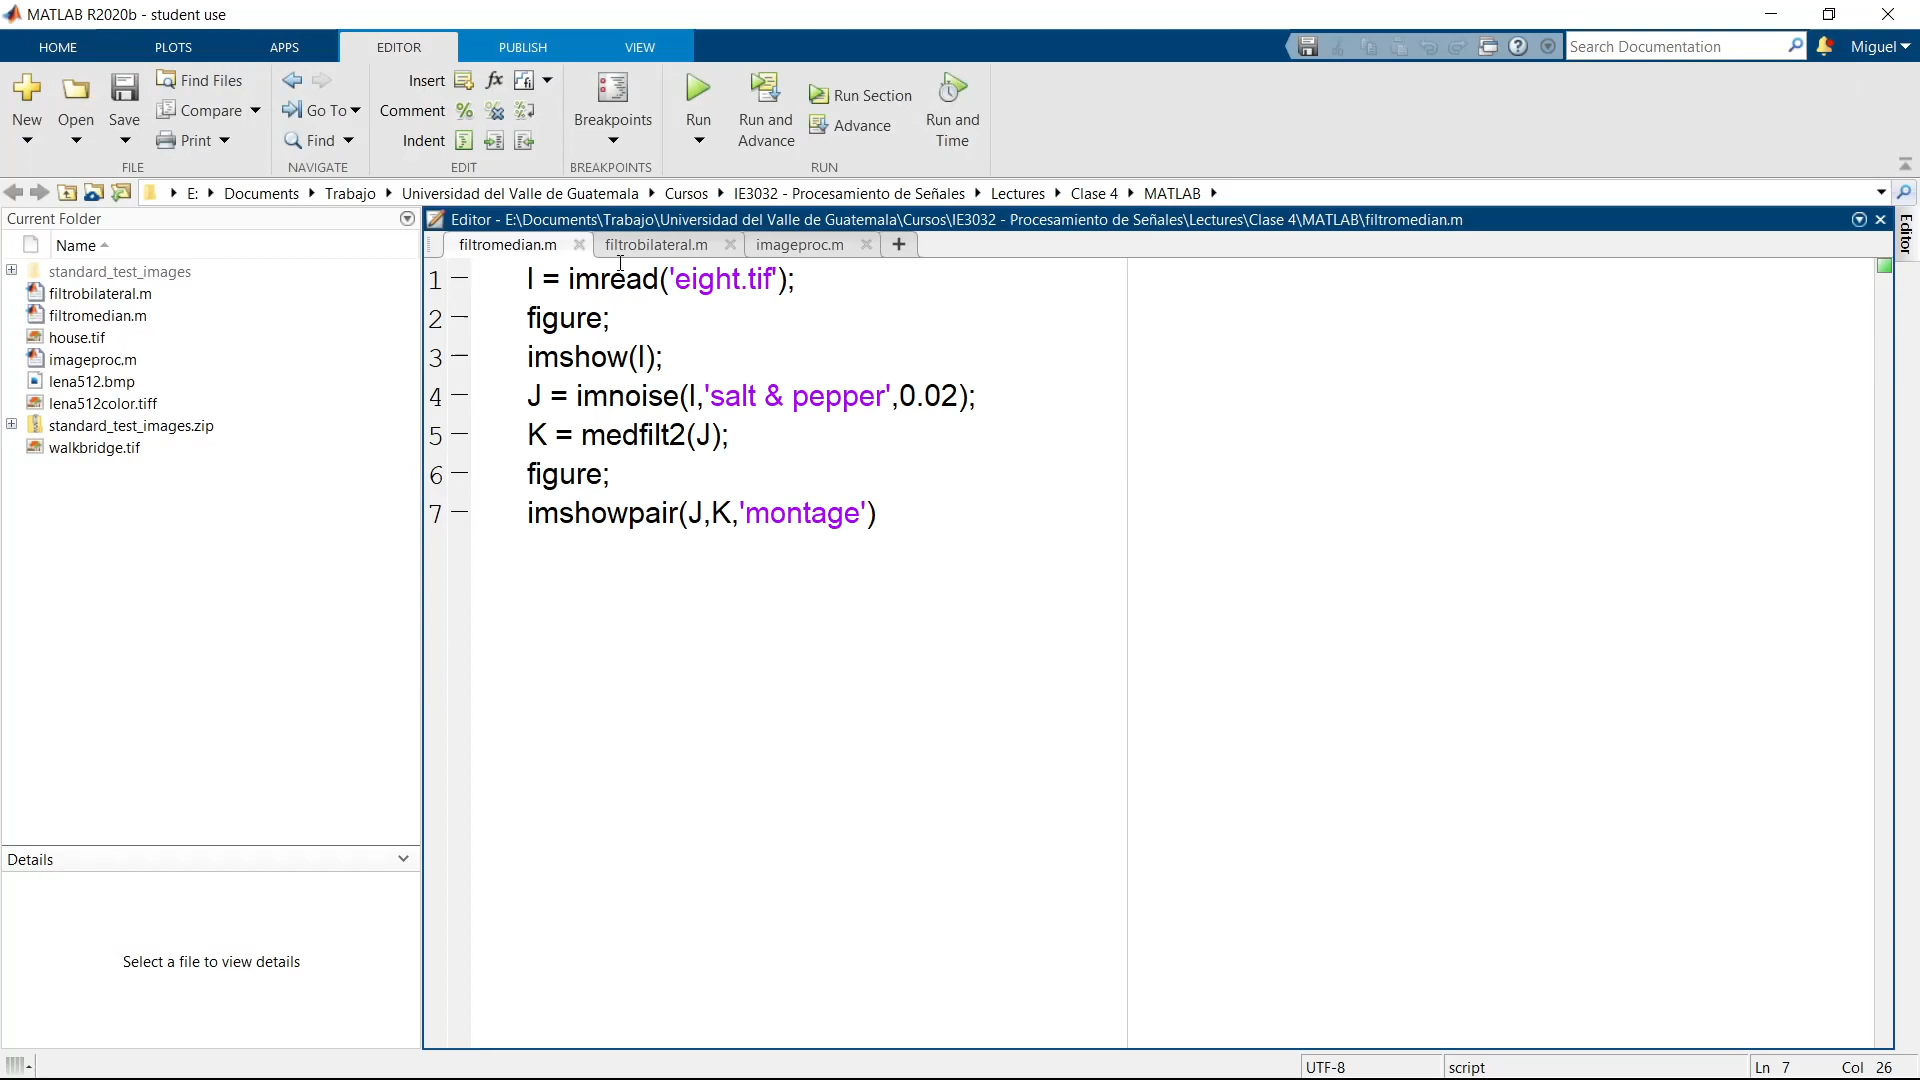 MATLAB R2020b - student use
HOME PLOTS APPS EDITOR PUBLISH VIEW Search Documentation Miguel
New Open Save Find Files Compare Print
Go To Find
Insert fx
Comment
Indent
Breakpoints
Run Run and Advance Run Section Advance Run and Time
FILE NAVIGATE EDIT BREAKPOINTS RUN
E: Documents Trabajo Universidad del Valle de Guatemala Cursos IE3032 - Procesamiento de Señales Lectures Clase 4 MATLAB
Current Folder
Name
standard_test_images
filtrobilateral.m
filtromedian.m
house.tif
imageproc.m
lena512.bmp
lena512color.tiff
standard_test_images.zip
walkbridge.tif
Details
Select a file to view details
Editor - E:\Documents\Trabajo\Universidad del Valle de Guatemala\Cursos\IE3032 - Procesamiento de Señales\Lectures\Clase 4\MATLAB\filtromedian.m
Editor
filtromedian.m filtrobilateral.m imageproc.m
1 I = imread('eight.tif');
2 figure;
3 imshow(I);
4 J = imnoise(I,'salt & pepper',0.02);
5 K = medfilt2(J);
6 figure;
7 imshowpair(J,K,'montage')
UTF-8 script Ln 7 Col 26